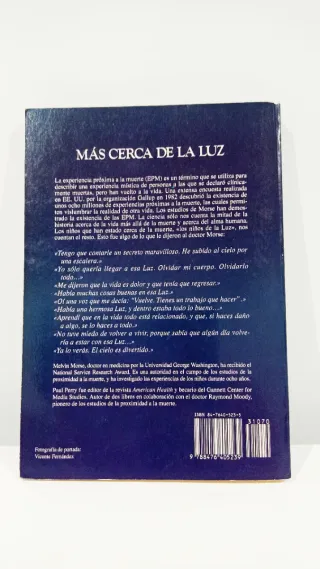 MÁS CERCA DE LA LUZ
La experiencia próxima a la muerte (EPM) es un término que se utiliza para
describir una experiencia mística de personas a las que se declaró clínica-
mente muertas, pero han vuelto a la vida. Una extensa encuesta realizada
en EE. UU. por la organización Gallup en 1982 descubrió la existencia de
unos ocho millones de experiencias próximas a la muerte, las cuales permi-
ten vislumbrar la realidad de otra vida. Los estudios de Morse han demos-
trado la existencia de las EPM. La ciencia sólo nos cuenta la mitad de la
historia acerca de la vida más allá de la muerte y acerca del alma humana.
Los niños que han estado cerca de la muerte, «los niños de la Luz», nos
cuentan el resto. Esto fue algo de lo que le dijeron al doctor Morse:
«Tengo que contarle un secreto maravilloso. He subido al cielo por
una escalera.»
«Yo sólo quería llegar a esa Luz. Olvidar mi cuerpo. Olvidarlo
todo...»
«Me dijeron que la vida es dolor y que tenía que regresar.»
«Había muchas cosas buenas en esa Luz.»
«Oí una voz que me decía: "Vuelve. Tienes un trabajo que hacer".»
«Había una hermosa Luz, y dentro estaba todo lo bueno...»
«Aprendí que en la vida todo está relacionado, y que, si haces daño
a algo, se lo haces a todo.»
«No tuve miedo de volver a vivir, porque sabía que algún día volve-
ría a estar con esa Luz...»
«Ya lo verás. El cielo es divertido.»
Melvin Morse, doctor en medicina por la Universidad George Washington, ha recibido el
National Service Research Award. Es una autoridad en el campo de los estudios de la
proximidad a la muerte, y ha investigado las experiencias de los niños durante ocho años.
Paul Perry fue editor de la revista American Health y becario del Gannett Center for
Media Studies. Autor de dos libros en colaboración con el doctor Raymond Moody,
pionero de los estudios de la proximidad a la muerte.
ISBN 84-7640-523-5
31070
9 788476 405239
Fotografía de portada:
Vicente Fernández